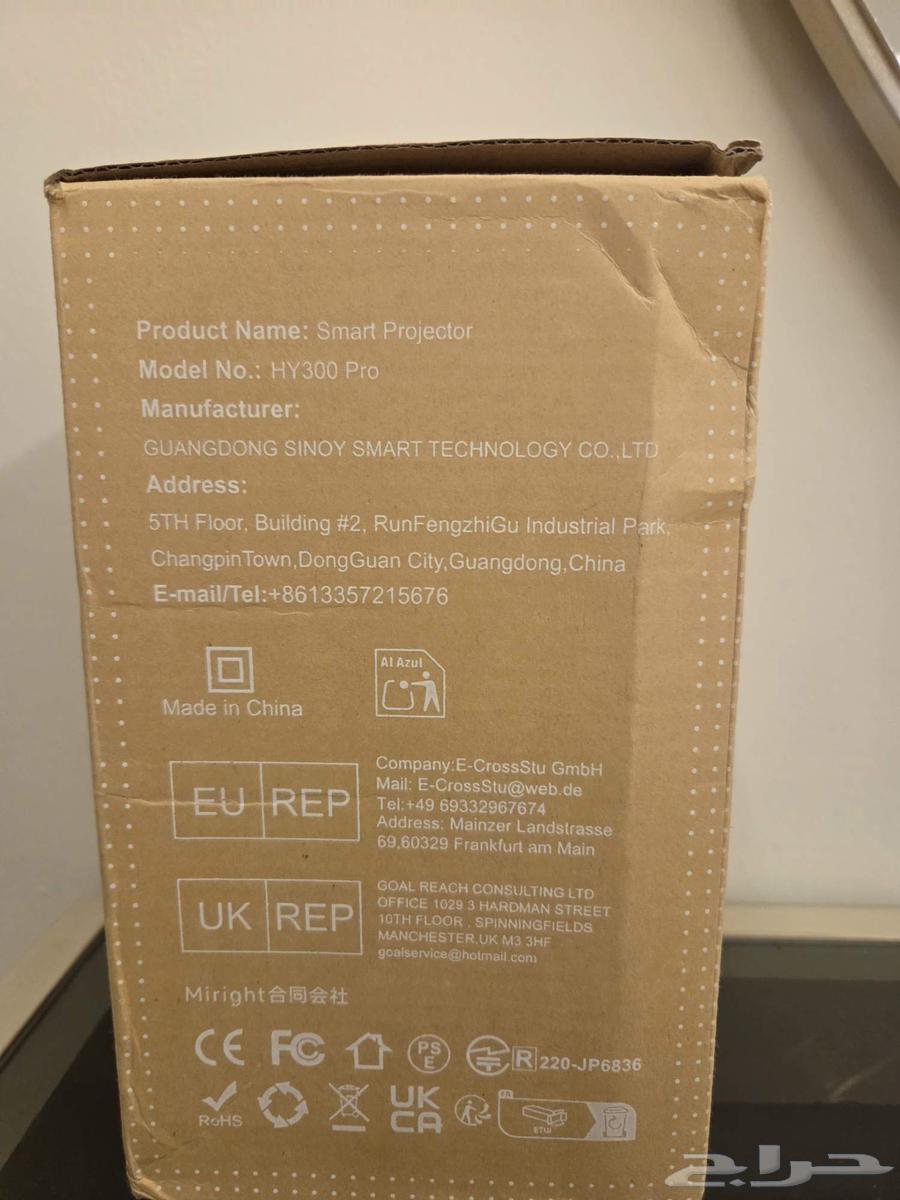 Product Name: Smart Projector
Model No.: HY300 Pro
Manufacturer:
GUANGDONG SINOY SMART TECHNOLOGY CO.,LTD
Address:
5TH Floor, Building #2, RunFengzhiGu Industrial Park,
ChangpinTown,DongGuan City,Guangdong,China
E-mail/Tel:+8613357215676
Al Azul
Made in China
EU REP
Company:E-CrossStu GmbH
Mail: E-CrossStu@web.de
Tel:+49 69332967674
Address: Mainzer Landstrasse
69,60329 Frankfurt am Main
UK REP
GOAL REACH CONSULTING LTD
OFFICE 1029 3 HARDMAN STREET
10TH FLOOR , SPINNINGFIELDS
MANCHESTER,UK M3 3HF
goalservice@hotmail.com
Miright合同会社
CE FC PS E R 220-JP6836
RoHS UK CA FR ETUI
حراج